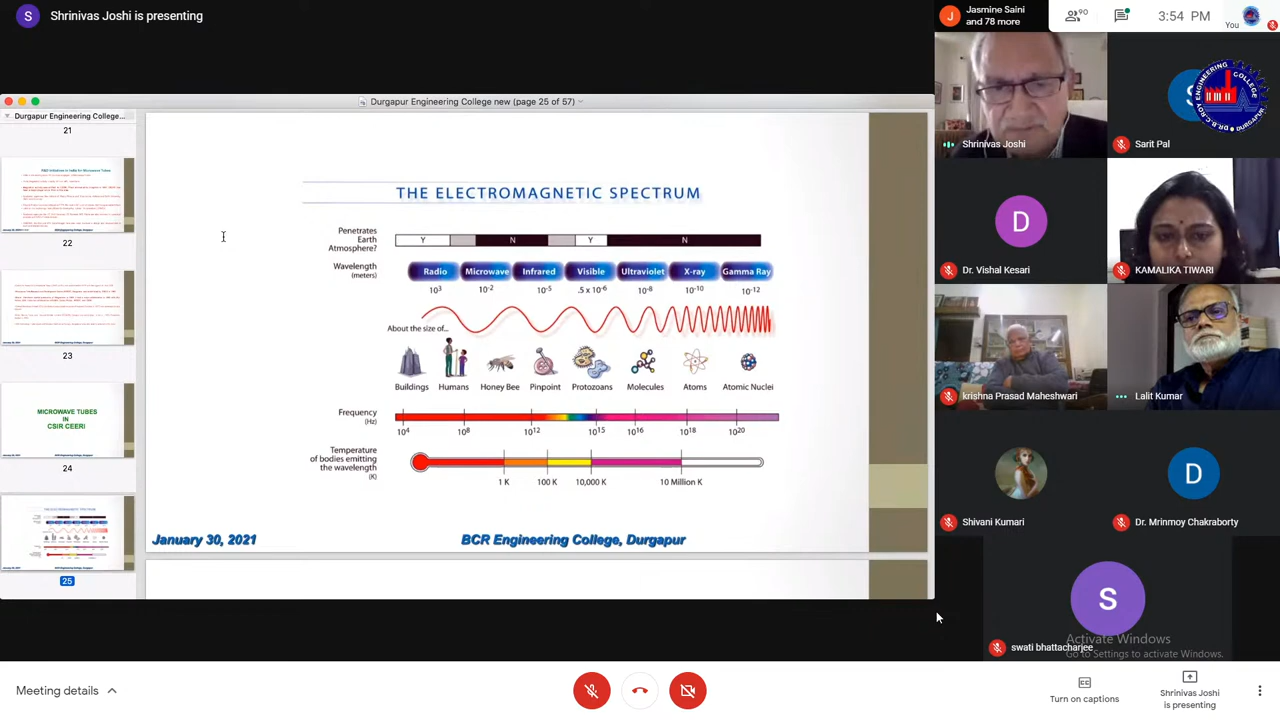 S Shrinivas Joshi is presenting
J Jasmine Saini
and 78 more
90
3:54 PM
You
Durgapur Engineering College new (page 25 of 57)
Durgapur Engineering College...
21
22
23
MICROWAVE TUBES
IN
CSIR CEERI
24
25
THE ELECTROMAGNETIC SPECTRUM
Penetrates
Earth
Atmosphere?
Y N Y N
Wavelength
(meters)
Radio Microwave Infrared Visible Ultraviolet X-ray Gamma Ray
10³ 10⁻² 10⁻⁵ .5 x 10⁻⁶ 10⁻⁸ 10⁻¹⁰ 10⁻¹²
About the size of...
Buildings Humans Honey Bee Pinpoint Protozoans Molecules Atoms Atomic Nuclei
Frequency
(Hz)
10⁴ 10⁸ 10¹² 10¹⁵ 10¹⁶ 10¹⁸ 10²⁰
Temperature
of bodies emitting
the wavelength
(K)
1 K 100 K 10,000 K 10 Million K
January 30, 2021 BCR Engineering College, Durgapur
Shrinivas Joshi
S
DR. B.C.ROY ENGINEERING COLLEGE DURGAPUR
Sarit Pal
D
Dr. Vishal Kesari
KAMALIKA TIWARI
krishna Prasad Maheshwari
Lalit Kumar
Shivani Kumari
D
Dr. Mrinmoy Chakraborty
S
swati bhattacharjee
Activate Windows
Go to Settings to activate Windows.
Meeting details
Turn on captions
Shrinivas Joshi
is presenting